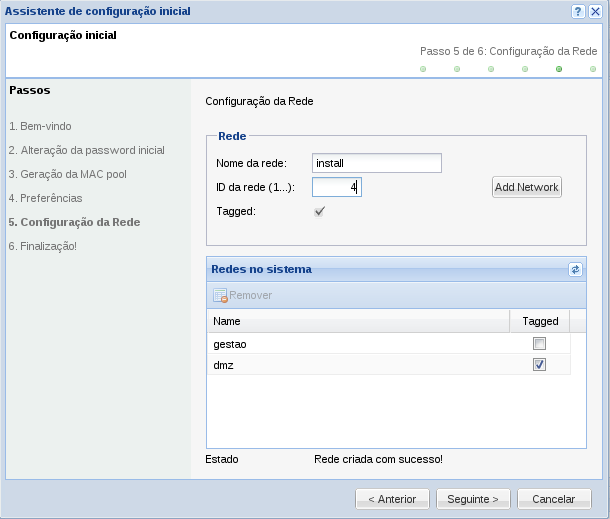 Assistente de configuração inicial
Configuração inicial
Passo 5 de 6: Configuração da Rede
Passos
1. Bem-vindo
2. Alteração da password inicial
3. Geração da MAC pool
4. Preferências
5. Configuração da Rede
6. Finalização!
Configuração da Rede
Rede
Nome da rede: install
ID da rede (1...): 4 Add Network
Tagged:
Redes no sistema
Remover
Name Tagged
gestao
dmz
Estado Rede criada com sucesso!
< Anterior Seguinte > Cancelar